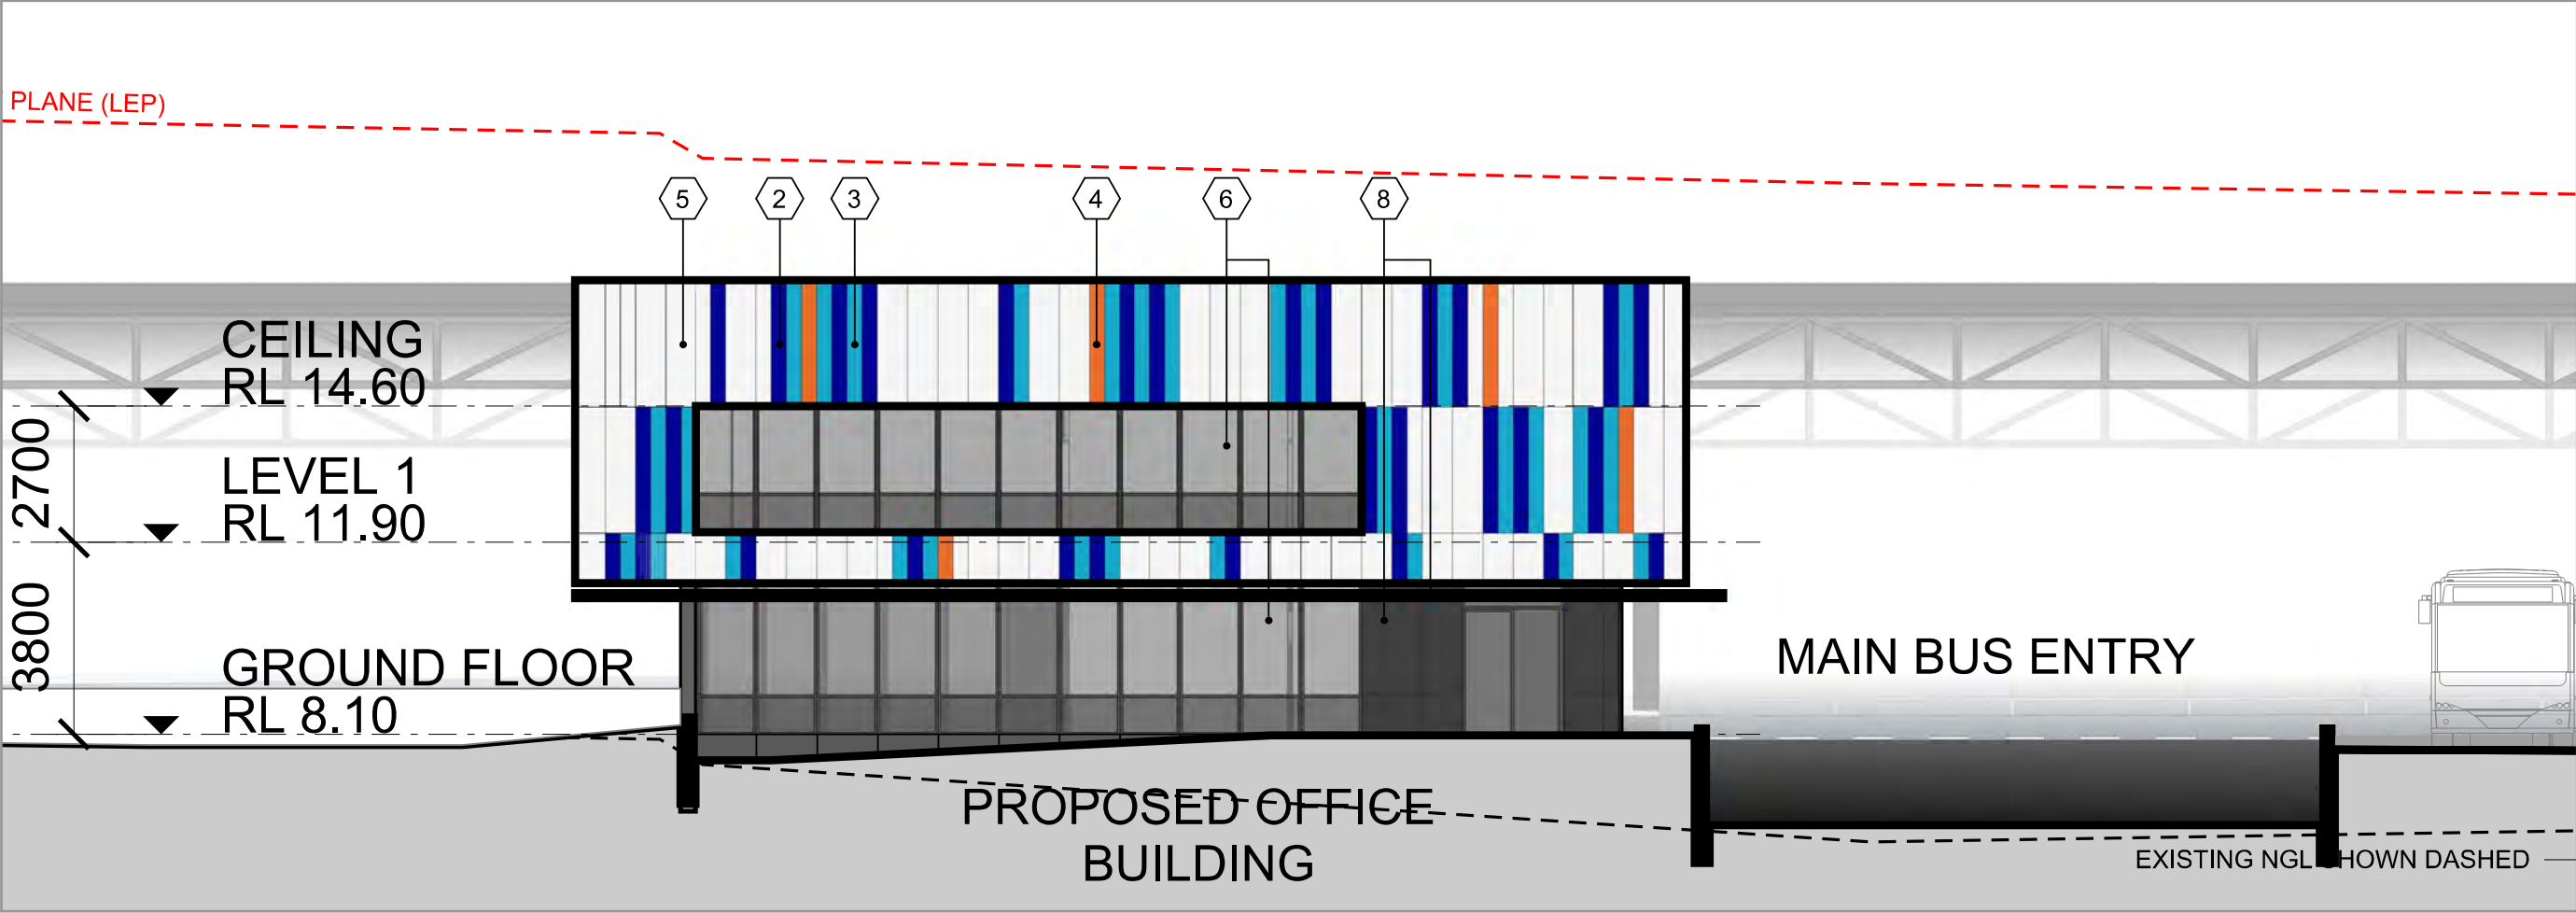 PLANE (LEP)
5 2 3 4 6 8
CEILING
RL 14.60
2700
LEVEL 1
RL 11.90
3800
GROUND FLOOR
RL 8.10
MAIN BUS ENTRY
PROPOSED OFFICE
BUILDING
EXISTING NGL SHOWN DASHED